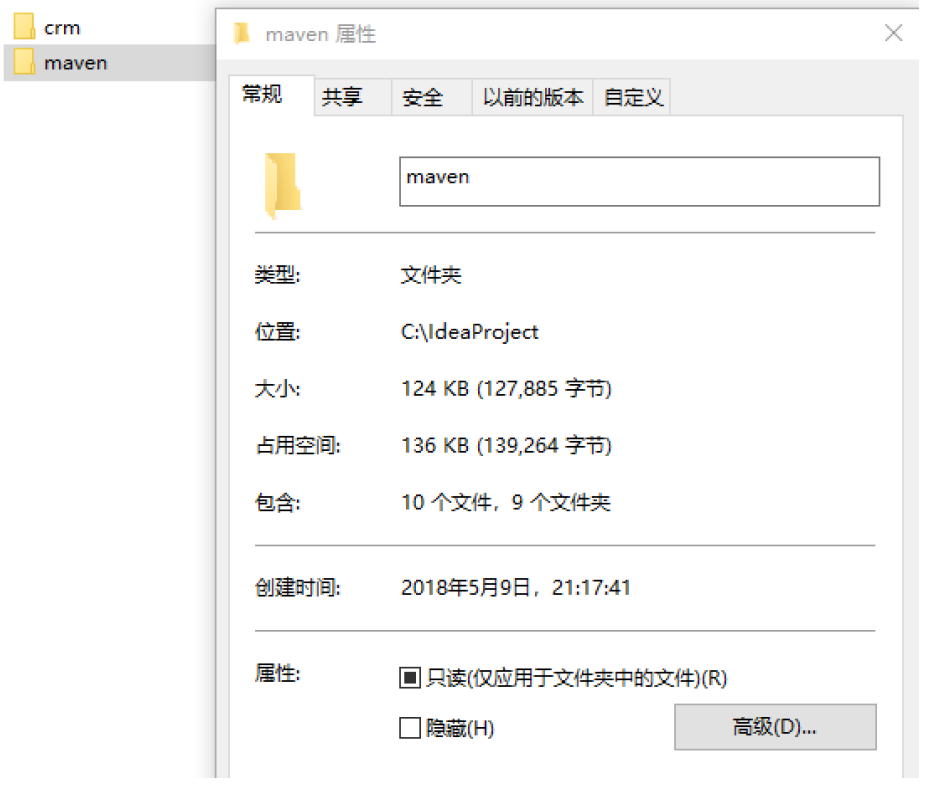 crm
maven
maven 属性
常规 共享 安全 以前的版本 自定义
maven
类型: 文件夹
位置: C:\IdeaProject
大小: 124 KB (127,885 字节)
占用空间: 136 KB (139,264 字节)
包含: 10 个文件，9 个文件夹
创建时间: 2018年5月9日，21:17:41
属性: 只读(仅应用于文件夹中的文件)(R)
隐藏(H) 高级(D)...